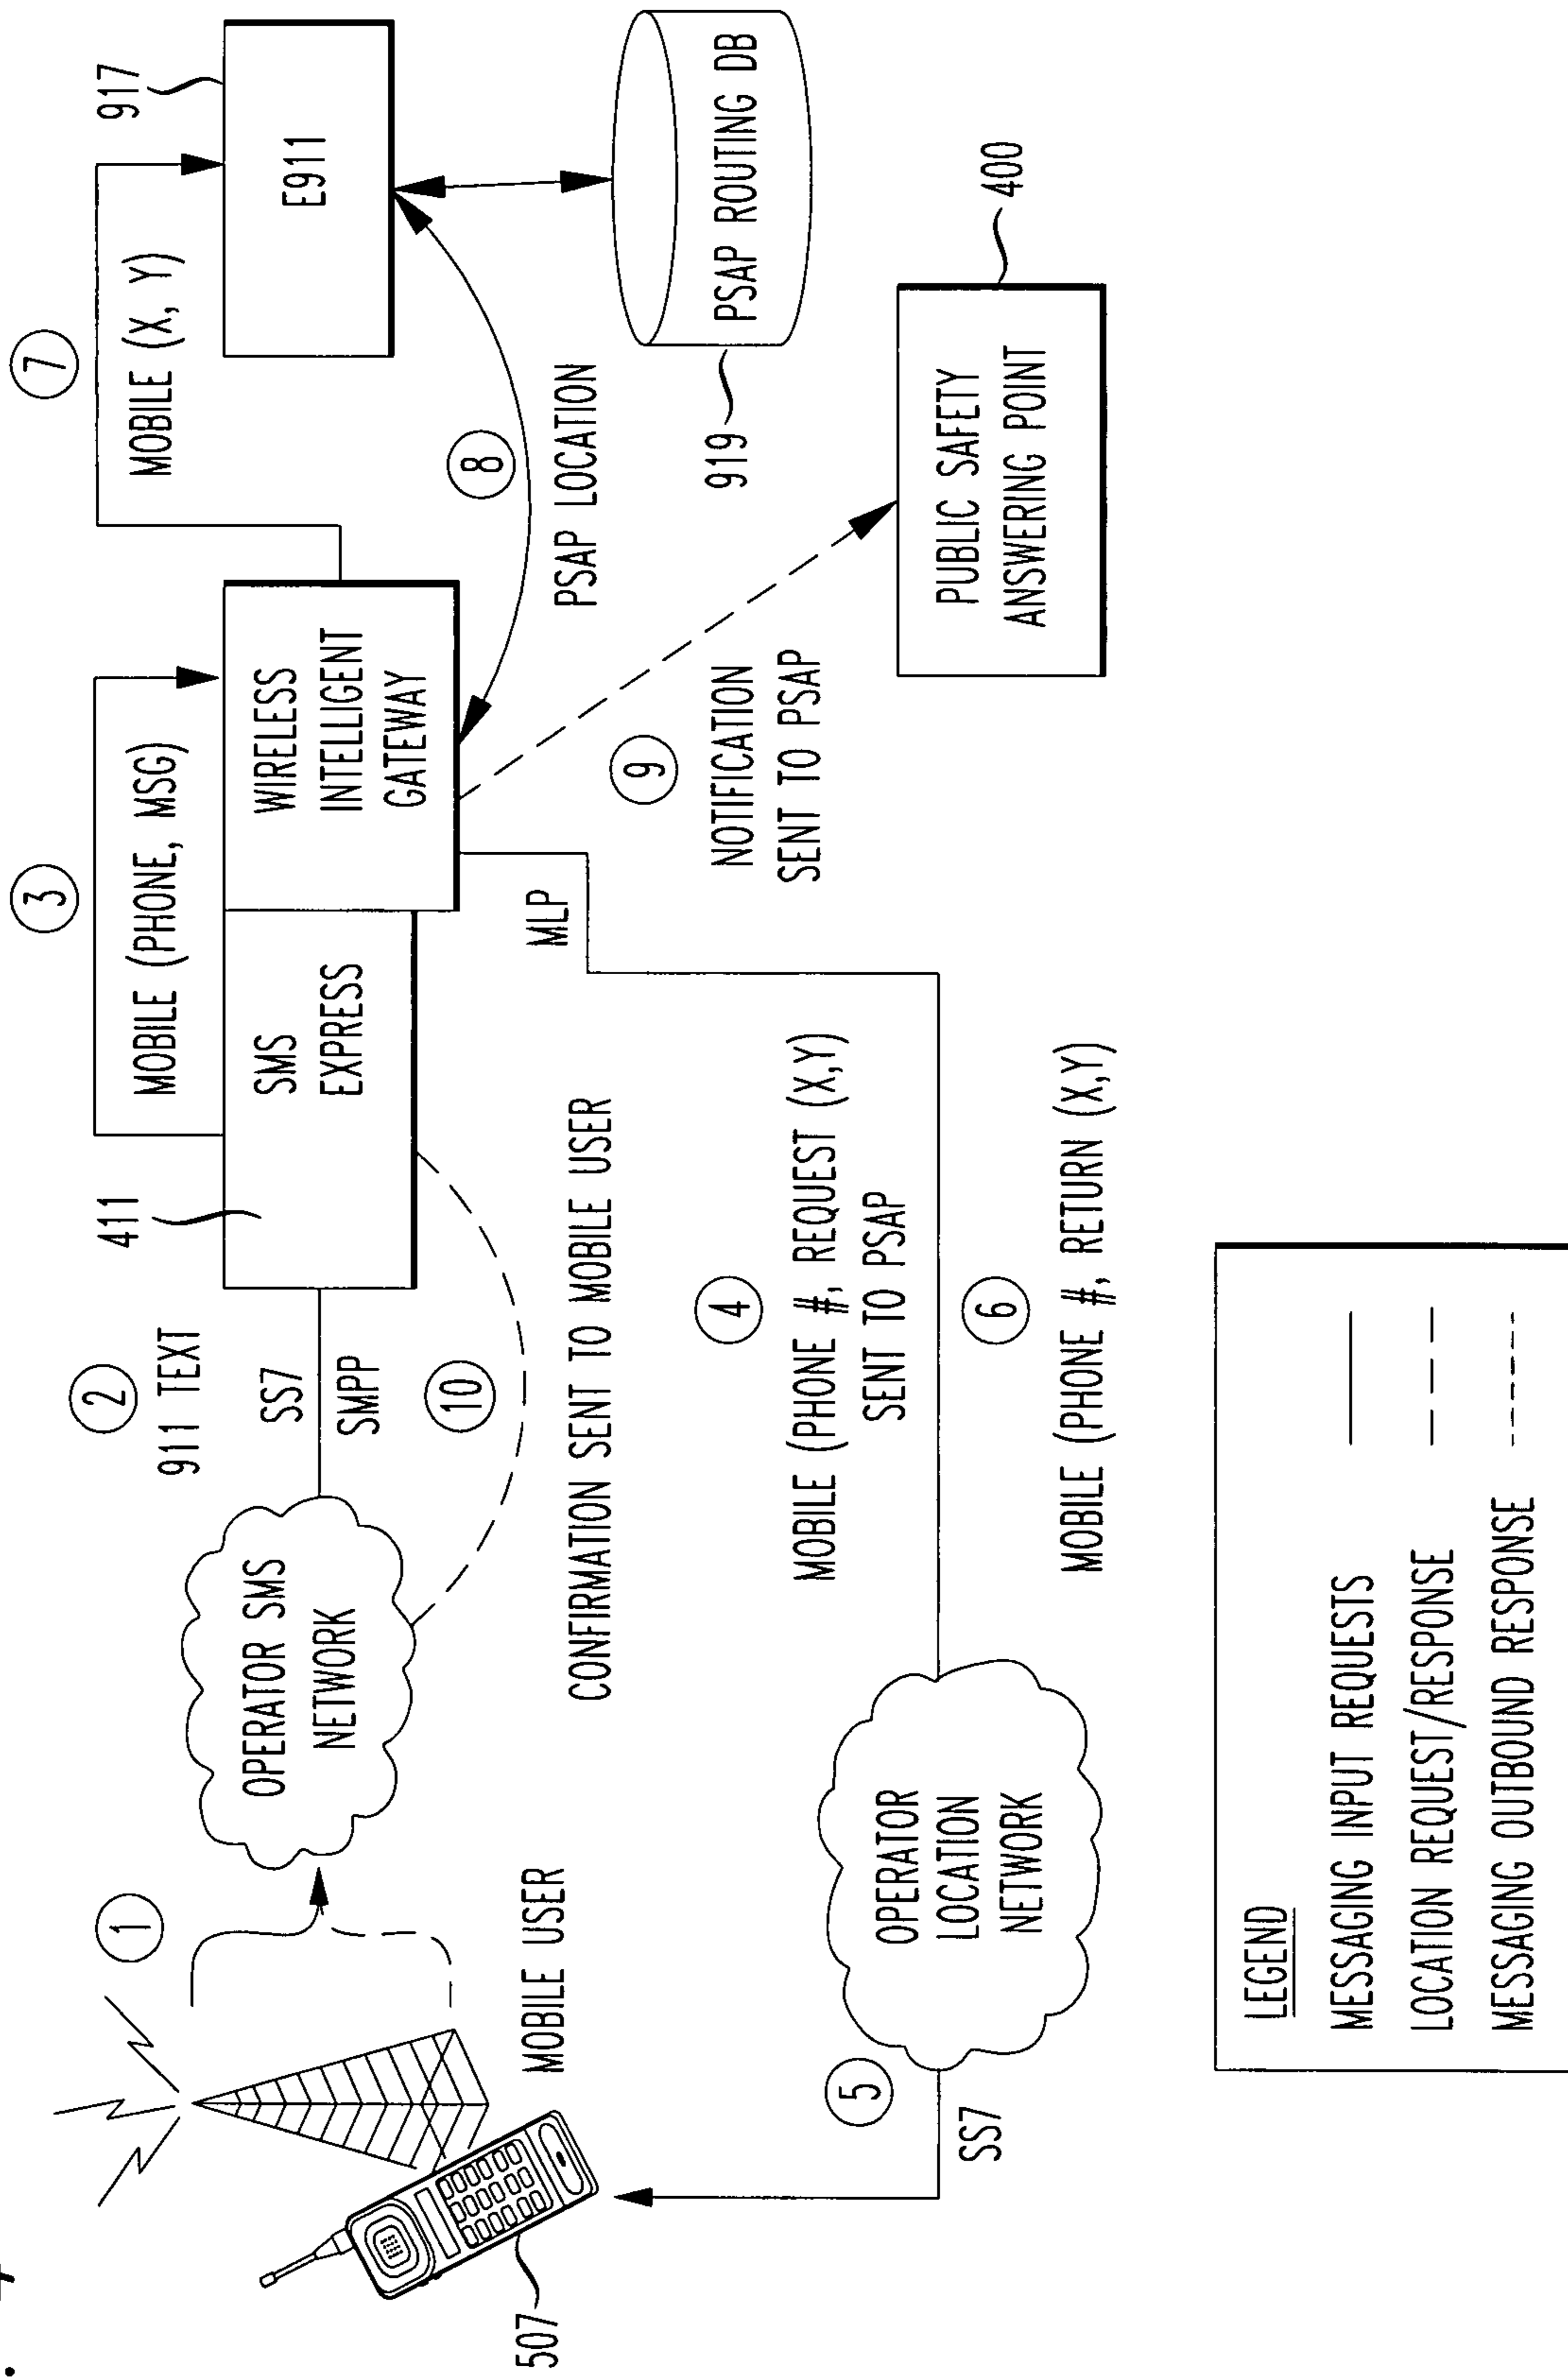 1
MOBILE USER
507
OPERATOR SMS
NETWORK
2
911 TEXT
SS7
SMPP
10
CONFIRMATION SENT TO MOBILE USER
411
SMS
EXPRESS
3
MOBILE (PHONE, MSG)
WIRELESS
INTELLIGENT
GATEWAY
7
MOBILE (X, Y)
917
E911
8
PSAP LOCATION
919
PSAP ROUTING DB
9
NOTIFICATION
SENT TO PSAP
PUBLIC SAFETY
ANSWERING POINT
400
MLP
4
MOBILE (PHONE #, REQUEST (X,Y)
SENT TO PSAP
6
MOBILE (PHONE #, RETURN (X,Y)
OPERATOR
LOCATION
NETWORK
5
SS7
LEGEND
MESSAGING INPUT REQUESTS
LOCATION REQUEST/RESPONSE
MESSAGING OUTBOUND RESPONSE